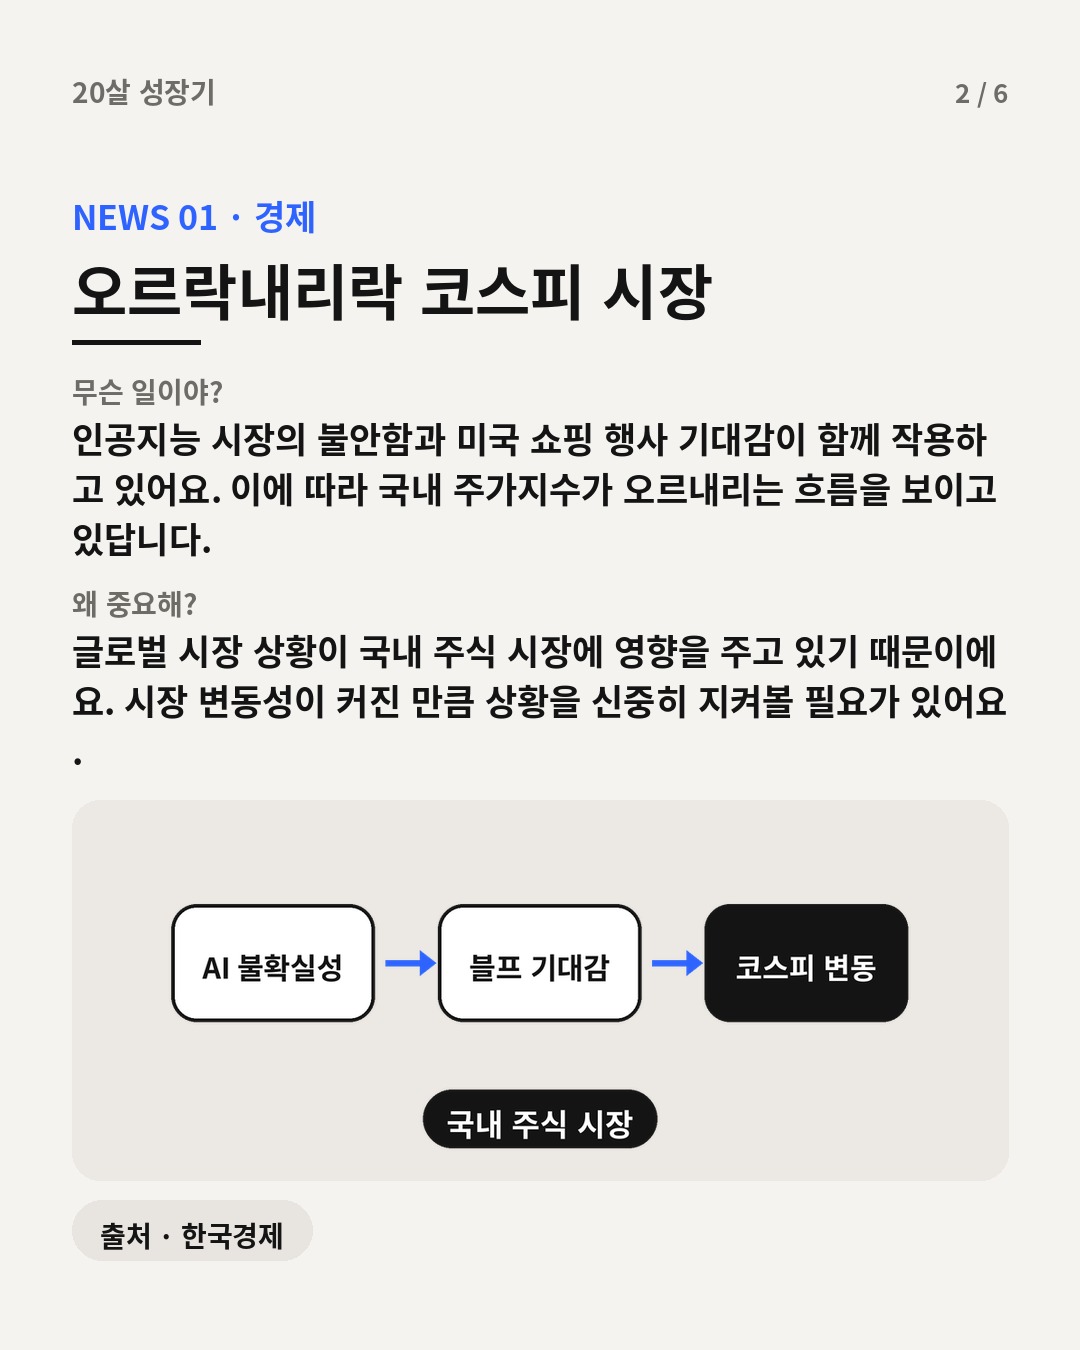 20살 성장기
2 / 6
NEWS 01 · 경제
오르락내리락 코스피 시장
무슨 일이야?
인공지능 시장의 불안함과 미국 쇼핑 행사 기대감이 함께 작용하
고 있어요. 이에 따라 국내 주가지수가 오르내리는 흐름을 보이고
있답니다.
왜 중요해?
글로벌 시장 상황이 국내 주식 시장에 영향을 주고 있기 때문이에
요. 시장 변동성이 커진 만큼 상황을 신중히 지켜볼 필요가 있어요
.
AI 불확실성
블프 기대감
코스피 변동
국내 주식 시장
출처 · 한국경제